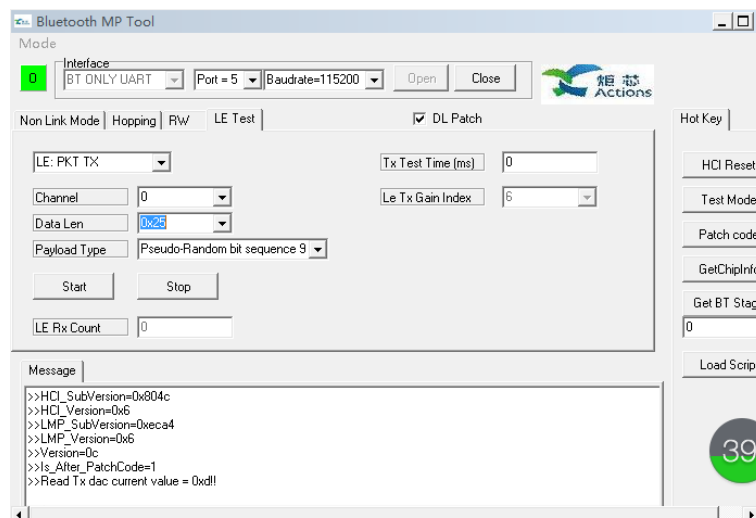 Bluetooth MP Tool
Mode
Interface
0 BT ONLY UART Port = 5 Baudrate=115200 Open Close
炬芯
Actions
Non Link Mode Hopping RW LE Test DL Patch Hot Key
LE: PKT TX Tx Test Time (ms) 0 HCI Reset
Channel 0 Le Tx Gain Index 6 Test Mode
Data Len 0x25
Patch code
Payload Type Pseudo-Random bit sequence 9
GetChipInfo
Start Stop
Get BT Stag
LE Rx Count 0 0
Message Load Scrip
>>HCI_SubVersion=0x804c
>>HCI_Version=0x6
>>LMP_SubVersion=0xeca4
>>LMP_Version=0x6
>>Version=0c
>>Is_After_PatchCode=1
>>Read Tx dac current value = 0xd!!
39